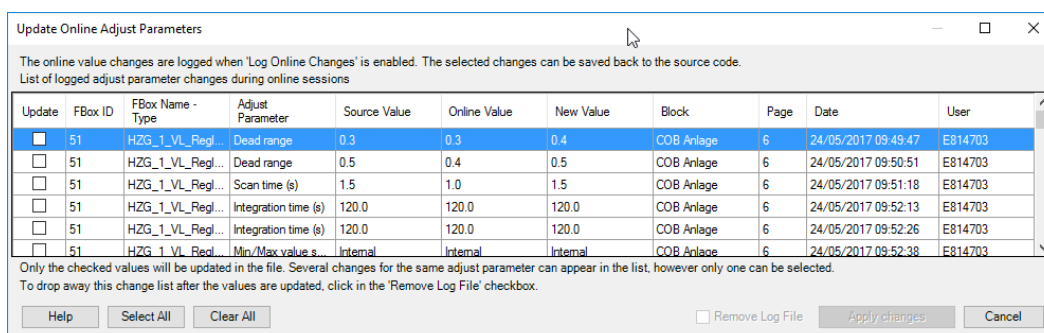 Update Online Adjust Parameters
The online value changes are logged when 'Log Online Changes' is enabled. The selected changes can be saved back to the source code.
List of logged adjust parameter changes during online sessions
Update FBox ID FBox Name - Type Adjust Parameter Source Value Online Value New Value Block Page Date User
51 HZG_1_VL_Regl... Dead range 0.3 0.3 0.4 COB Anlage 6 24/05/2017 09:49:47 E814703
51 HZG_1_VL_Regl... Dead range 0.5 0.4 0.5 COB Anlage 6 24/05/2017 09:50:51 E814703
51 HZG_1_VL_Regl... Scan time (s) 1.5 1.0 1.5 COB Anlage 6 24/05/2017 09:51:18 E814703
51 HZG_1_VL_Regl... Integration time (s) 120.0 120.0 120.0 COB Anlage 6 24/05/2017 09:52:13 E814703
51 HZG_1_VL_Regl... Integration time (s) 120.0 120.0 120.0 COB Anlage 6 24/05/2017 09:52:26 E814703
51 HZG_1_VL_Regl... Min/Max value s... Internal Internal Internal COB Anlage 6 24/05/2017 09:52:38 E814703
Only the checked values will be updated in the file. Several changes for the same adjust parameter can appear in the list, however only one can be selected.
To drop away this change list after the values are updated, click in the 'Remove Log File' checkbox.
Help Select All Clear All Remove Log File Apply changes Cancel